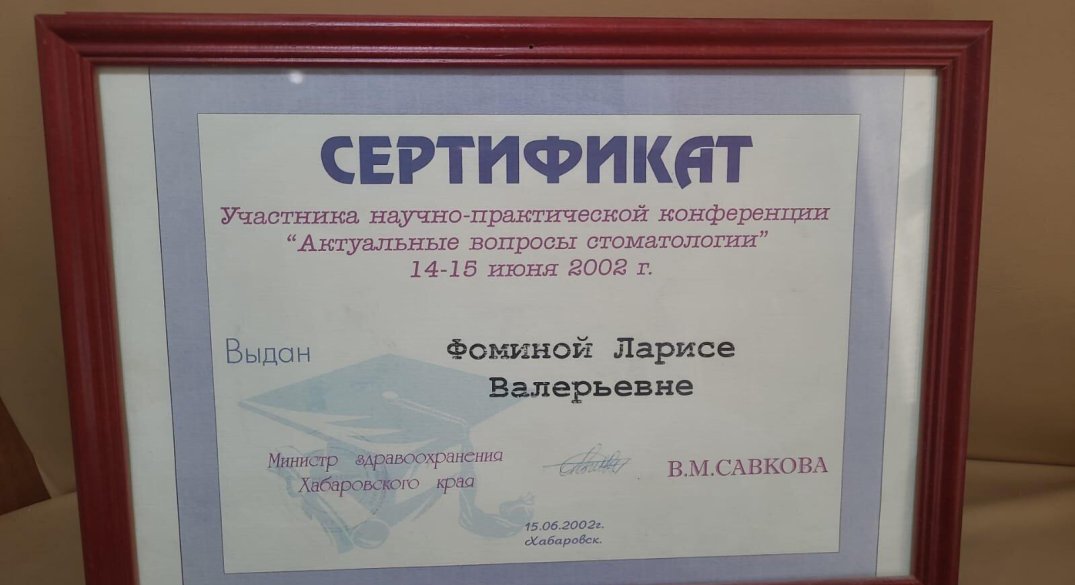 СЕРТИФИКАТ
Участника научно-практической конференции
“Актуальные вопросы стоматологии”
14-15 июня 2002 г.
Выдан
Фоминой Ларисе
Валерьевне
Министр здравоохранения
Хабаровского края
В.М.САВКОВА
15.06.2002г.
г.Хабаровск.